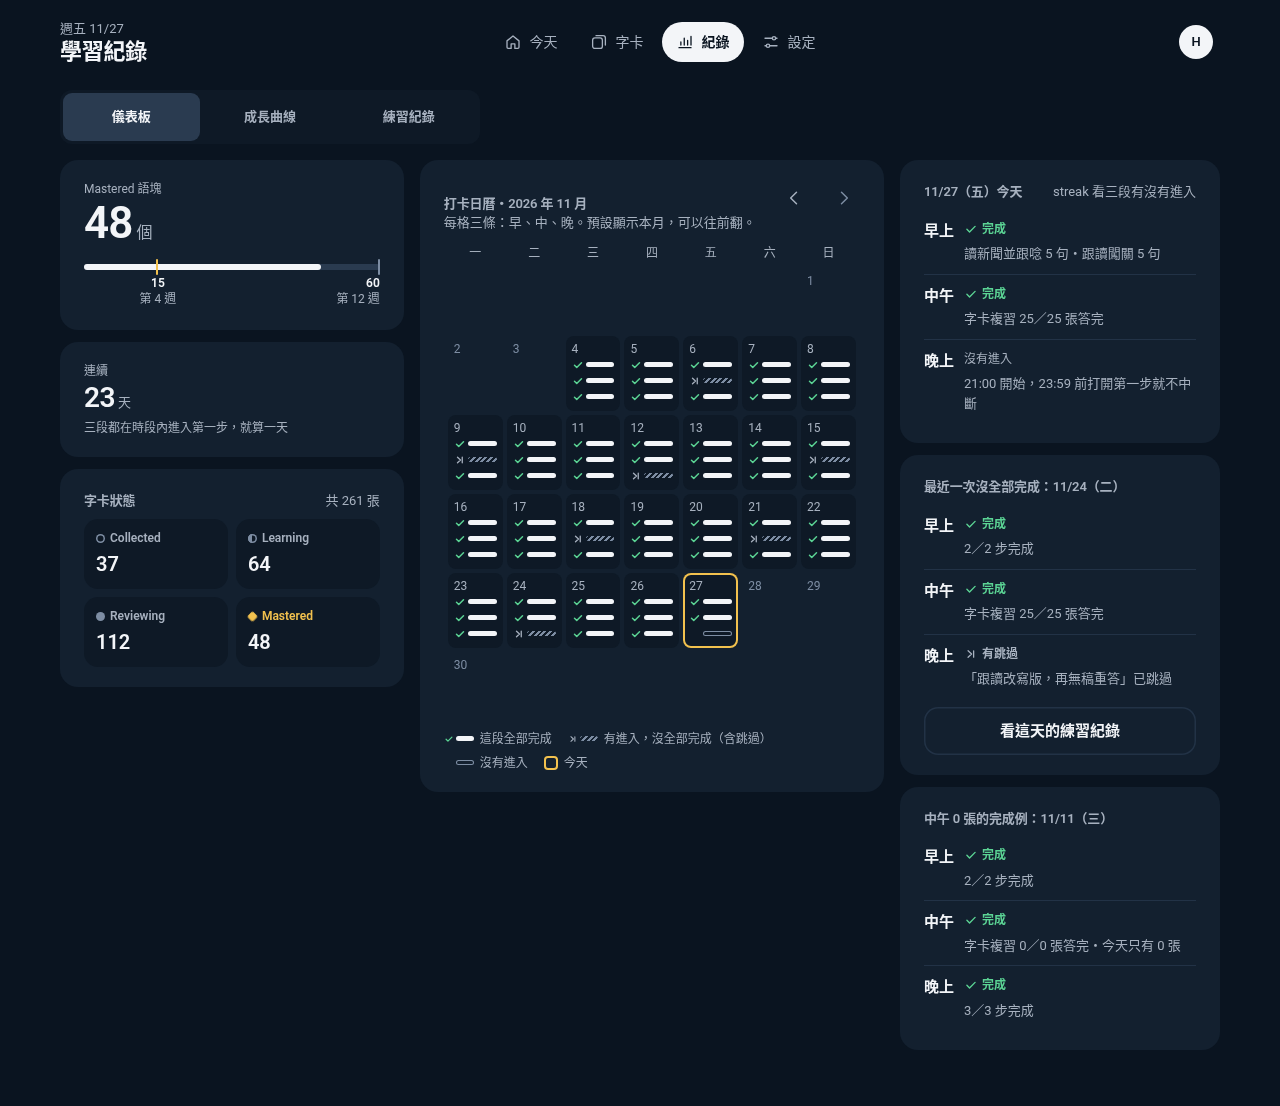 週五 11/27
學習紀錄
今天
字卡
紀錄
設定
H
儀表板
成長曲線
練習紀錄
Mastered 語塊
48 個
15
60
第 4 週
第 12 週
連續
23 天
三段都在時段內進入第一步，就算一天
字卡狀態
共 261 張
Collected
37
Learning
64
Reviewing
112
Mastered
48
打卡日曆・2026 年 11 月
每格三條：早、中、晚。預設顯示本月，可以往前翻。
一 二 三 四 五 六 日
1
2 3 4 5 6 7 8
9 10 11 12 13 14 15
16 17 18 19 20 21 22
23 24 25 26 27 28 29
30
這段全部完成
有進入，沒全部完成（含跳過）
沒有進入
今天
11/27（五）今天
streak 看三段有沒有進入
早上
完成
讀新聞並跟唸 5 句・跟讀闖關 5 句
中午
完成
字卡複習 25／25 張答完
晚上
沒有進入
21:00 開始，23:59 前打開第一步就不中
斷
最近一次沒全部完成：11/24（二）
早上
完成
2／2 步完成
中午
完成
字卡複習 25／25 張答完
晚上
有跳過
「跟讀改寫版，再無稿重答」已跳過
看這天的練習紀錄
中午 0 張的完成例：11/11（三）
早上
完成
2／2 步完成
中午
完成
字卡複習 0／0 張答完・今天只有 0 張
晚上
完成
3／3 步完成